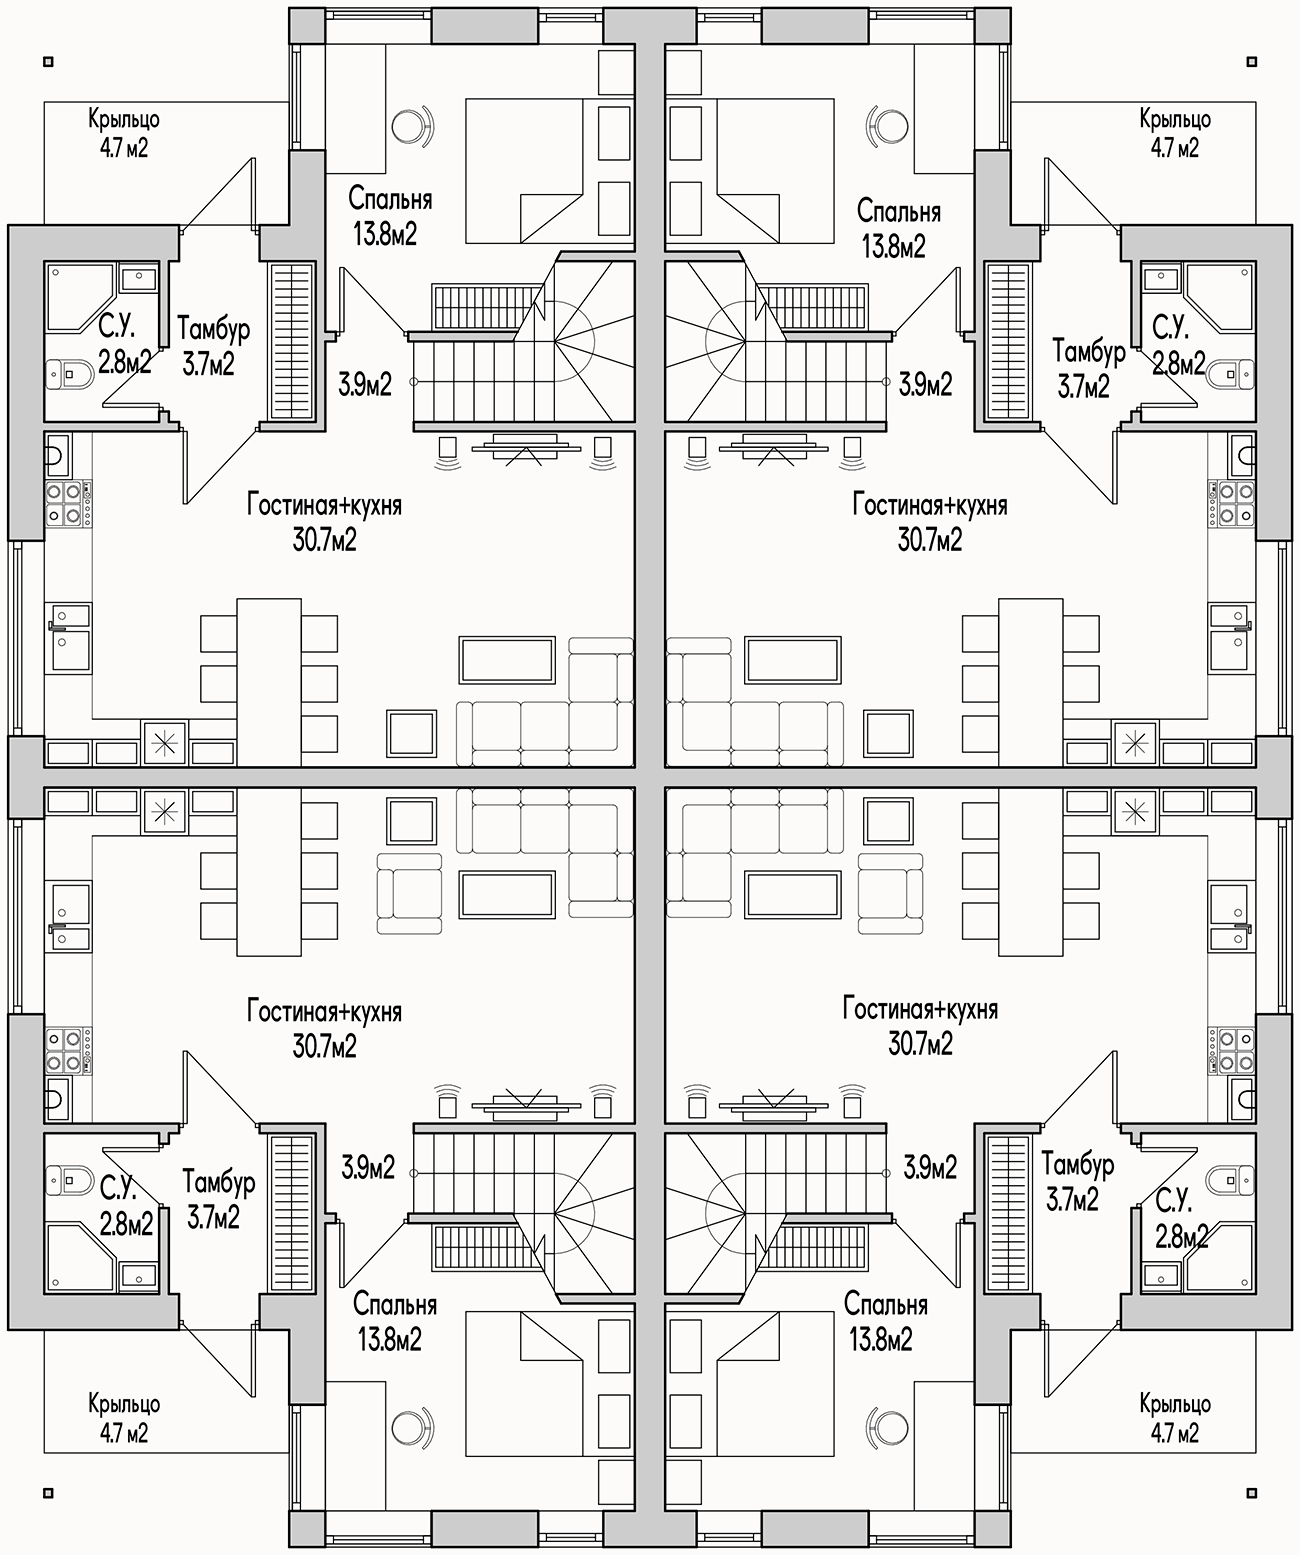 Крыльцо
4.7 м2
Крыльцо
4.7 м2
Спальня
13.8м2
Спальня
13.8м2
С.У.
2.8м2
Тамбур
3.7м2
3.9м2
3.9м2
Тамбур
3.7м2
С.У.
2.8м2
Гостиная+кухня
30.7м2
Гостиная+кухня
30.7м2
Гостиная+кухня
30.7м2
Гостиная+кухня
30.7м2
С.У.
2.8м2
Тамбур
3.7м2
3.9м2
3.9м2
Тамбур
3.7м2
С.У.
2.8м2
Спальня
13.8м2
Спальня
13.8м2
Крыльцо
4.7 м2
Крыльцо
4.7 м2